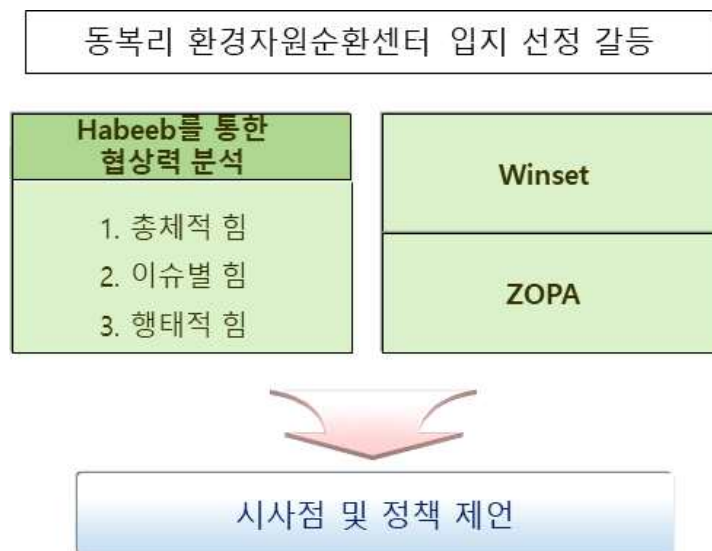 동복리 환경자원순환센터 입지 선정 갈등
Habeeb를 통한
협상력 분석
1. 총체적 힘
2. 이슈별 힘
3. 행태적 힘
Winset
ZOPA
시사점 및 정책 제언